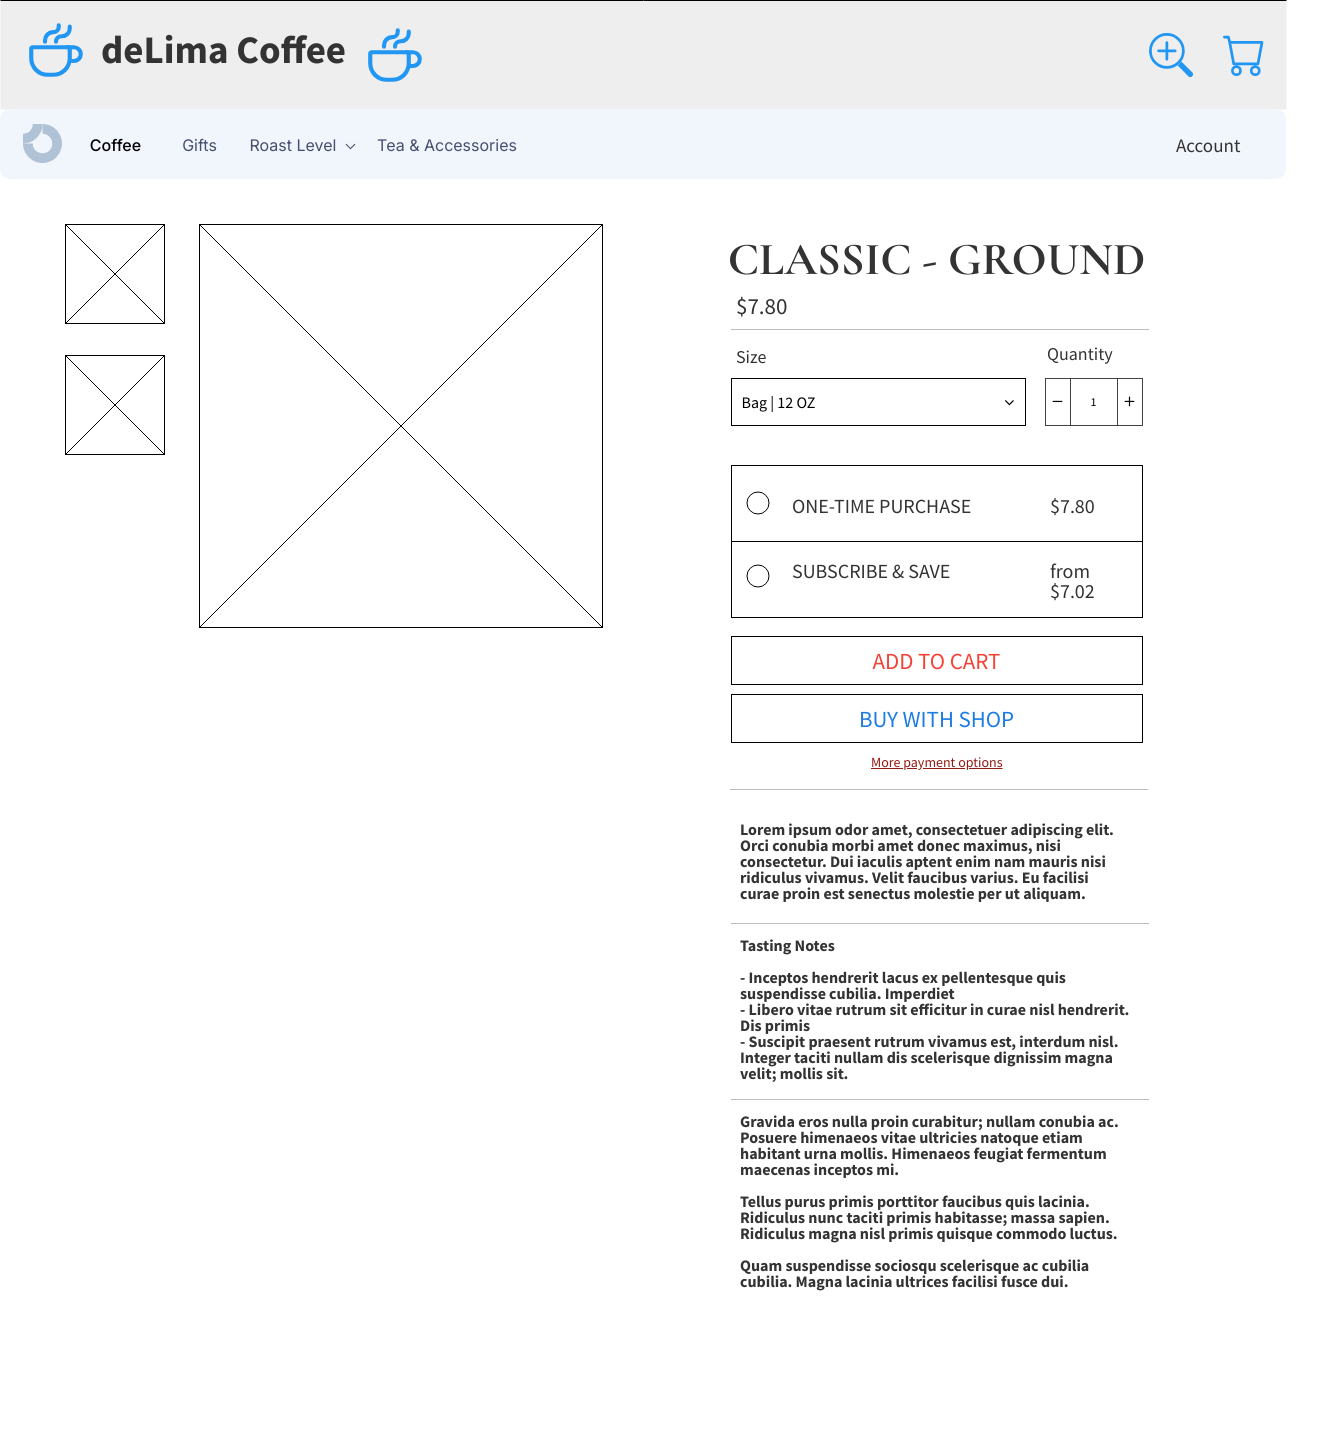 deLima Coffee
Coffee
Gifts
Roast Level
Tea & Accessories
Account
CLASSIC - GROUND
$7.80
Size
Quantity
Bag | 12 OZ
− 1 +
ONE-TIME PURCHASE
$7.80
SUBSCRIBE & SAVE
from
$7.02
ADD TO CART
BUY WITH SHOP
More payment options
Lorem ipsum odor amet, consectetuer adipiscing elit.
Orci conubia morbi amet donec maximus, nisi
consectetur. Dui iaculis aptent enim nam mauris nisi
ridiculus vivamus. Velit faucibus varius. Eu facilisi
curae proin est senectus molestie per ut aliquam.
Tasting Notes
- Inceptos hendrerit lacus ex pellentesque quis
suspendisse cubilia. Imperdiet
- Libero vitae rutrum sit efficitur in curae nisl hendrerit.
Dis primis
- Suscipit praesent rutrum vivamus est, interdum nisl.
Integer taciti nullam dis scelerisque dignissim magna
velit; mollis sit.
Gravida eros nulla proin curabitur; nullam conubia ac.
Posuere himenaeos vitae ultricies natoque etiam
habitant urna mollis. Himenaeos feugiat fermentum
maecenas inceptos mi.
Tellus purus primis porttitor faucibus quis lacinia.
Ridiculus nunc taciti primis habitasse; massa sapien.
Ridiculus magna nisl primis quisque commodo luctus.
Quam suspendisse sociosqu scelerisque ac cubilia
cubilia. Magna lacinia ultrices facilisi fusce dui.